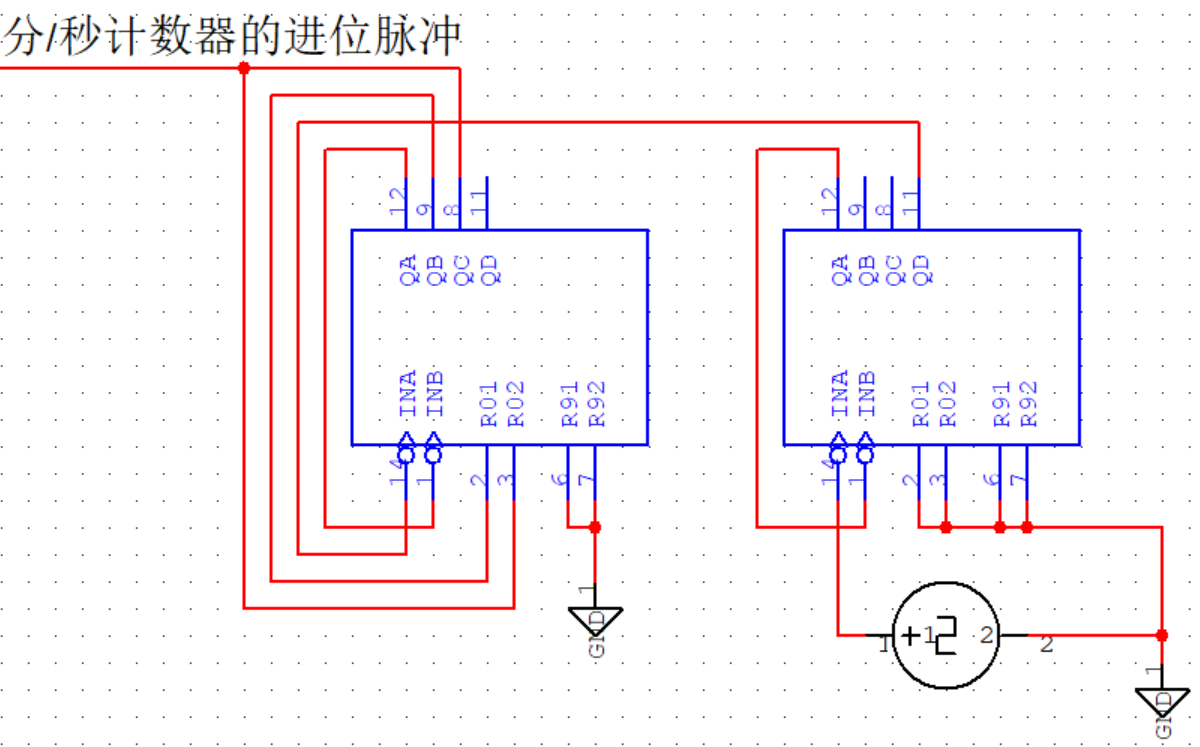 分/秒计数器的进位脉冲
12 9 8 11
QA QB QC QD
INA INB R01 R02 R91 R92
14 1 2 3 6 7
1
GND
12 9 8 11
QA QB QC QD
INA INB R01 R02 R91 R92
14 1 2 3 6 7
1 +1 2 2
1
GND